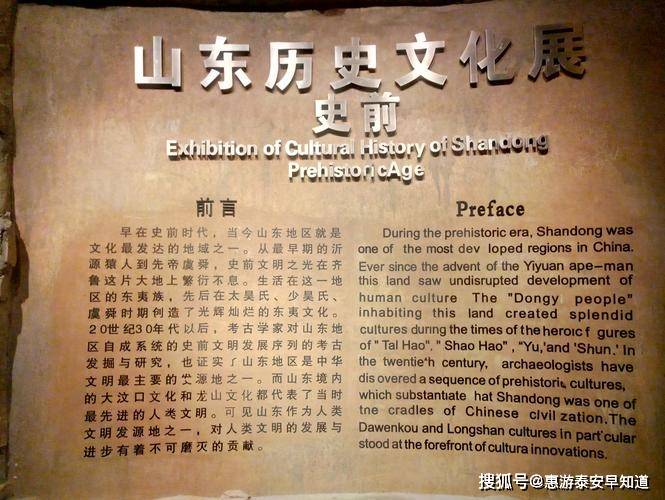 山东历史文化展
史前
Exhibition of Cultural History of Shandong
PrehistoricAge
前言
早在史前时代，当今山东地区就是
文化最发达的地域之一。从最早期的沂
源猿人到先帝虞舜，史前文明之光在齐
鲁这片大地上繁衍不息。生活在这一地
区的东夷族，先后在太昊氏、少昊氏、
虞舜时期创造了光辉灿烂的东夷文化。
20世纪30年代以后，考古学家对山东地
区自成系统的史前文明发展序列的考古
发掘与研究，也证实了山东地区是中华
文明最主要的发源地之一。而山东境内
的大汶口文化和龙山文化都代表了当时
最先进的人类文明。可见山东作为人类
文明发源地之一，对人类文明的发展与
进步有着不可磨灭的贡献。
Preface
During the prehistoric era, Shandong was
one of the most dev loped regions in China.
Ever since the advent of the Yiyuan ape-man
this land saw undisrupted development of
human culture The "Dongy people"
inhabiting this land created splendid
cultures during the times of the heroic f gures
of "Tal Hao", "Shao Hao", "Yu,'and 'Shun.' In
the twentie^h century, archaeologists have
dis overed a sequence of prehistoric cultures,
which substantiate hat Shandong was one of
tne cradles of Chinese civil zation.The
Dawenkou and Longshan cultures in part cular
stood at the forefront of cultura innovations.
搜狐号@惠游泰安早知道